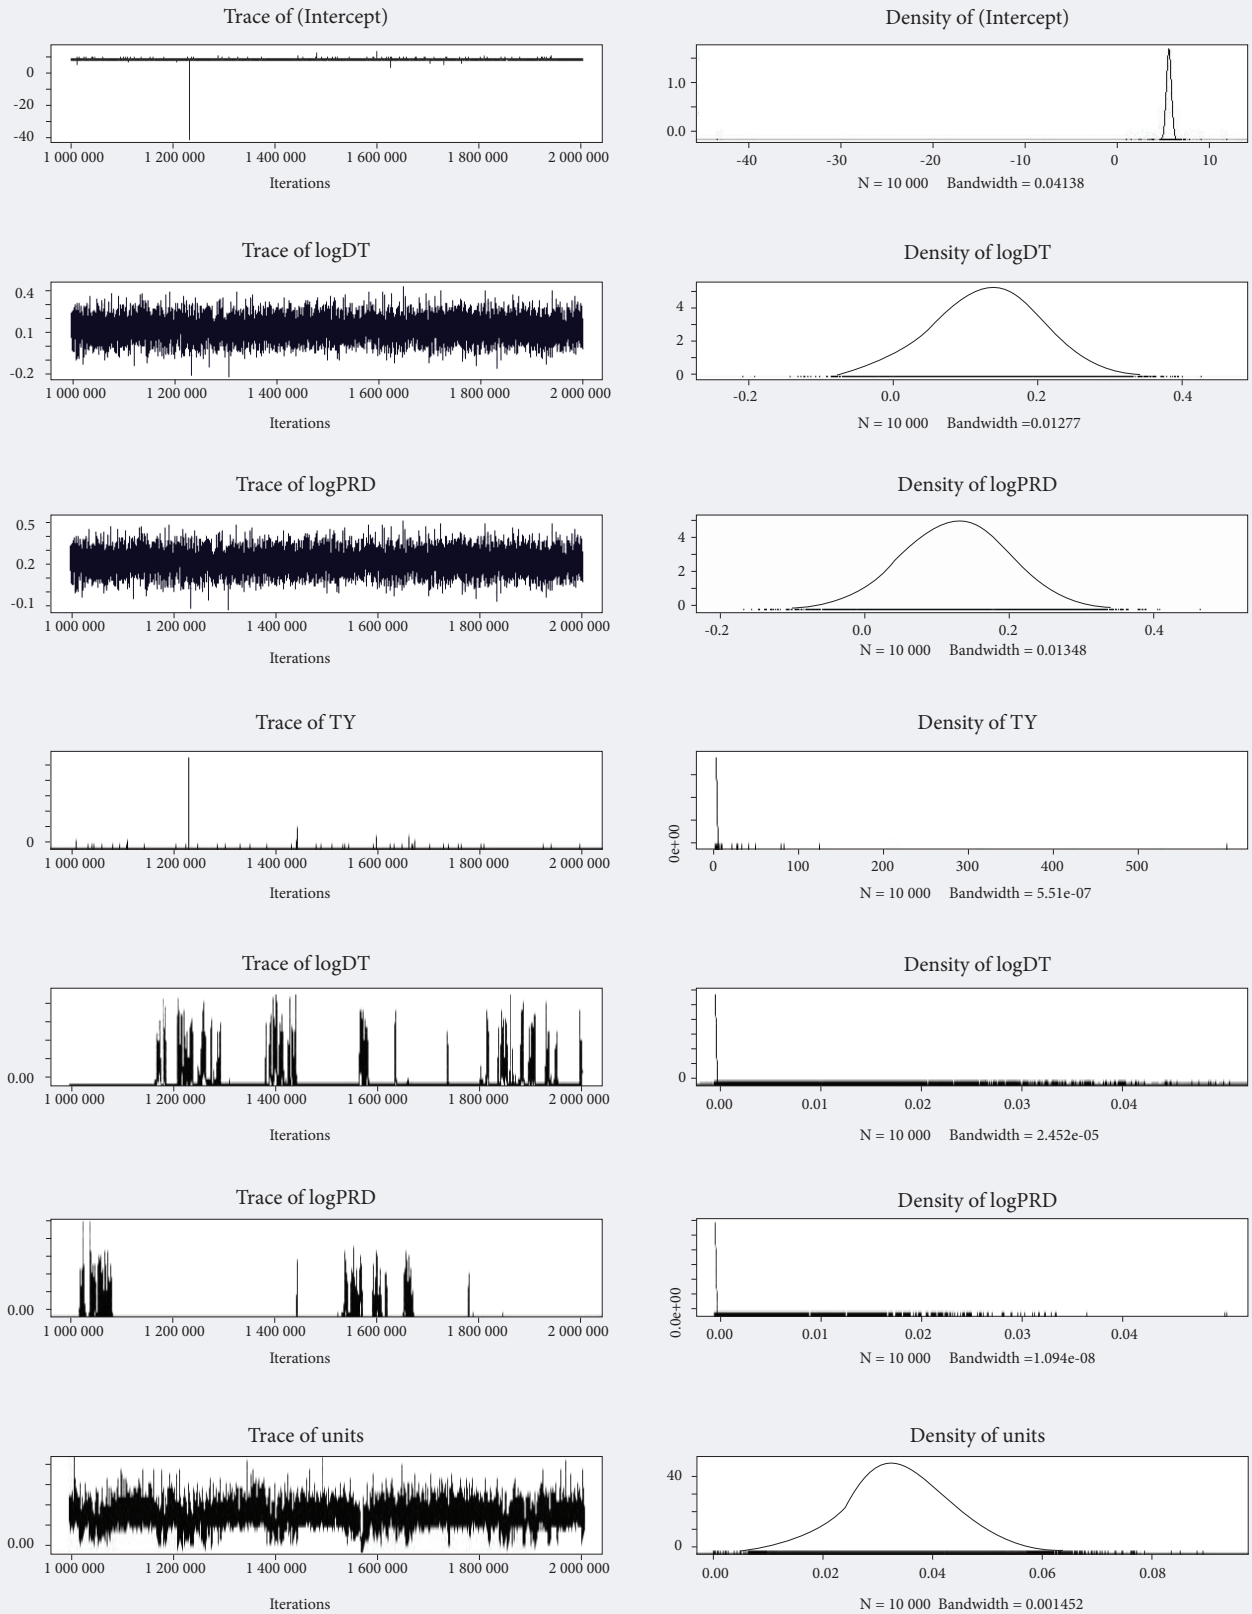 Trace of (Intercept)
0
-20
-40
1 000 000 1 200 000 1 400 000 1 600 000 1 800 000 2 000 000
Iterations
Density of (Intercept)
1.0
0.0
-40 -30 -20 -10 0 10
N = 10 000 Bandwidth = 0.04138
Trace of logDT
0.4
0.1
-0.2
1 000 000 1 200 000 1 400 000 1 600 000 1 800 000 2 000 000
Iterations
Density of logDT
4
2
0
-0.2 0.0 0.2 0.4
N = 10 000 Bandwidth =0.01277
Trace of logPRD
0.5
0.2
-0.1
1 000 000 1 200 000 1 400 000 1 600 000 1 800 000 2 000 000
Iterations
Density of logPRD
4
2
0
-0.2 0.0 0.2 0.4
N = 10 000 Bandwidth = 0.01348
Trace of TY
0
1 000 000 1 200 000 1 400 000 1 600 000 1 800 000 2 000 000
Iterations
Density of TY
0e+00
0 100 200 300 400 500
N = 10 000 Bandwidth = 5.51e-07
Trace of logDT
0.00
1 000 000 1 200 000 1 400 000 1 600 000 1 800 000 2 000 000
Iterations
Density of logDT
0
0.00 0.01 0.02 0.03 0.04
N = 10 000 Bandwidth = 2.452e-05
Trace of logPRD
0.00
1 000 000 1 200 000 1 400 000 1 600 000 1 800 000 2 000 000
Iterations
Density of logPRD
0.0e+00
0.00 0.01 0.02 0.03 0.04
N = 10 000 Bandwidth =1.094e-08
Trace of units
0.00
1 000 000 1 200 000 1 400 000 1 600 000 1 800 000 2 000 000
Iterations
Density of units
40
0
0.00 0.02 0.04 0.06 0.08
N = 10 000 Bandwidth = 0.001452